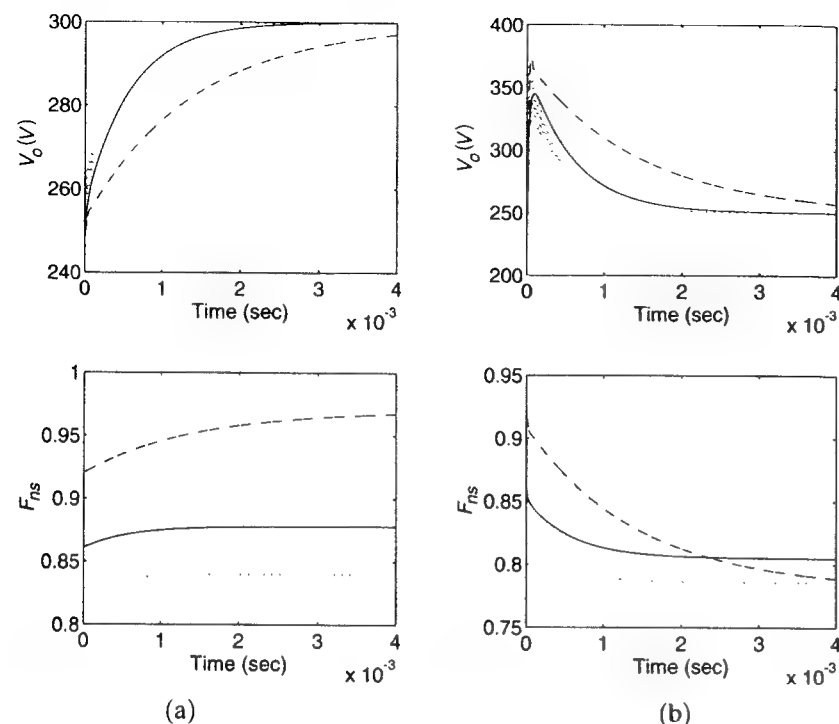 300
280
260
240
V_o(V)
0 1 2 3 4
Time (sec)
x 10^-3
400
350
300
250
200
V_o(V)
0 1 2 3 4
Time (sec)
x 10^-3
1
0.95
0.9
0.85
0.8
F_ns
0 1 2 3 4
Time (sec)
x 10^-3
(a)
0.95
0.9
0.85
0.8
0.75
F_ns
0 1 2 3 4
Time (sec)
x 10^-3
(b)